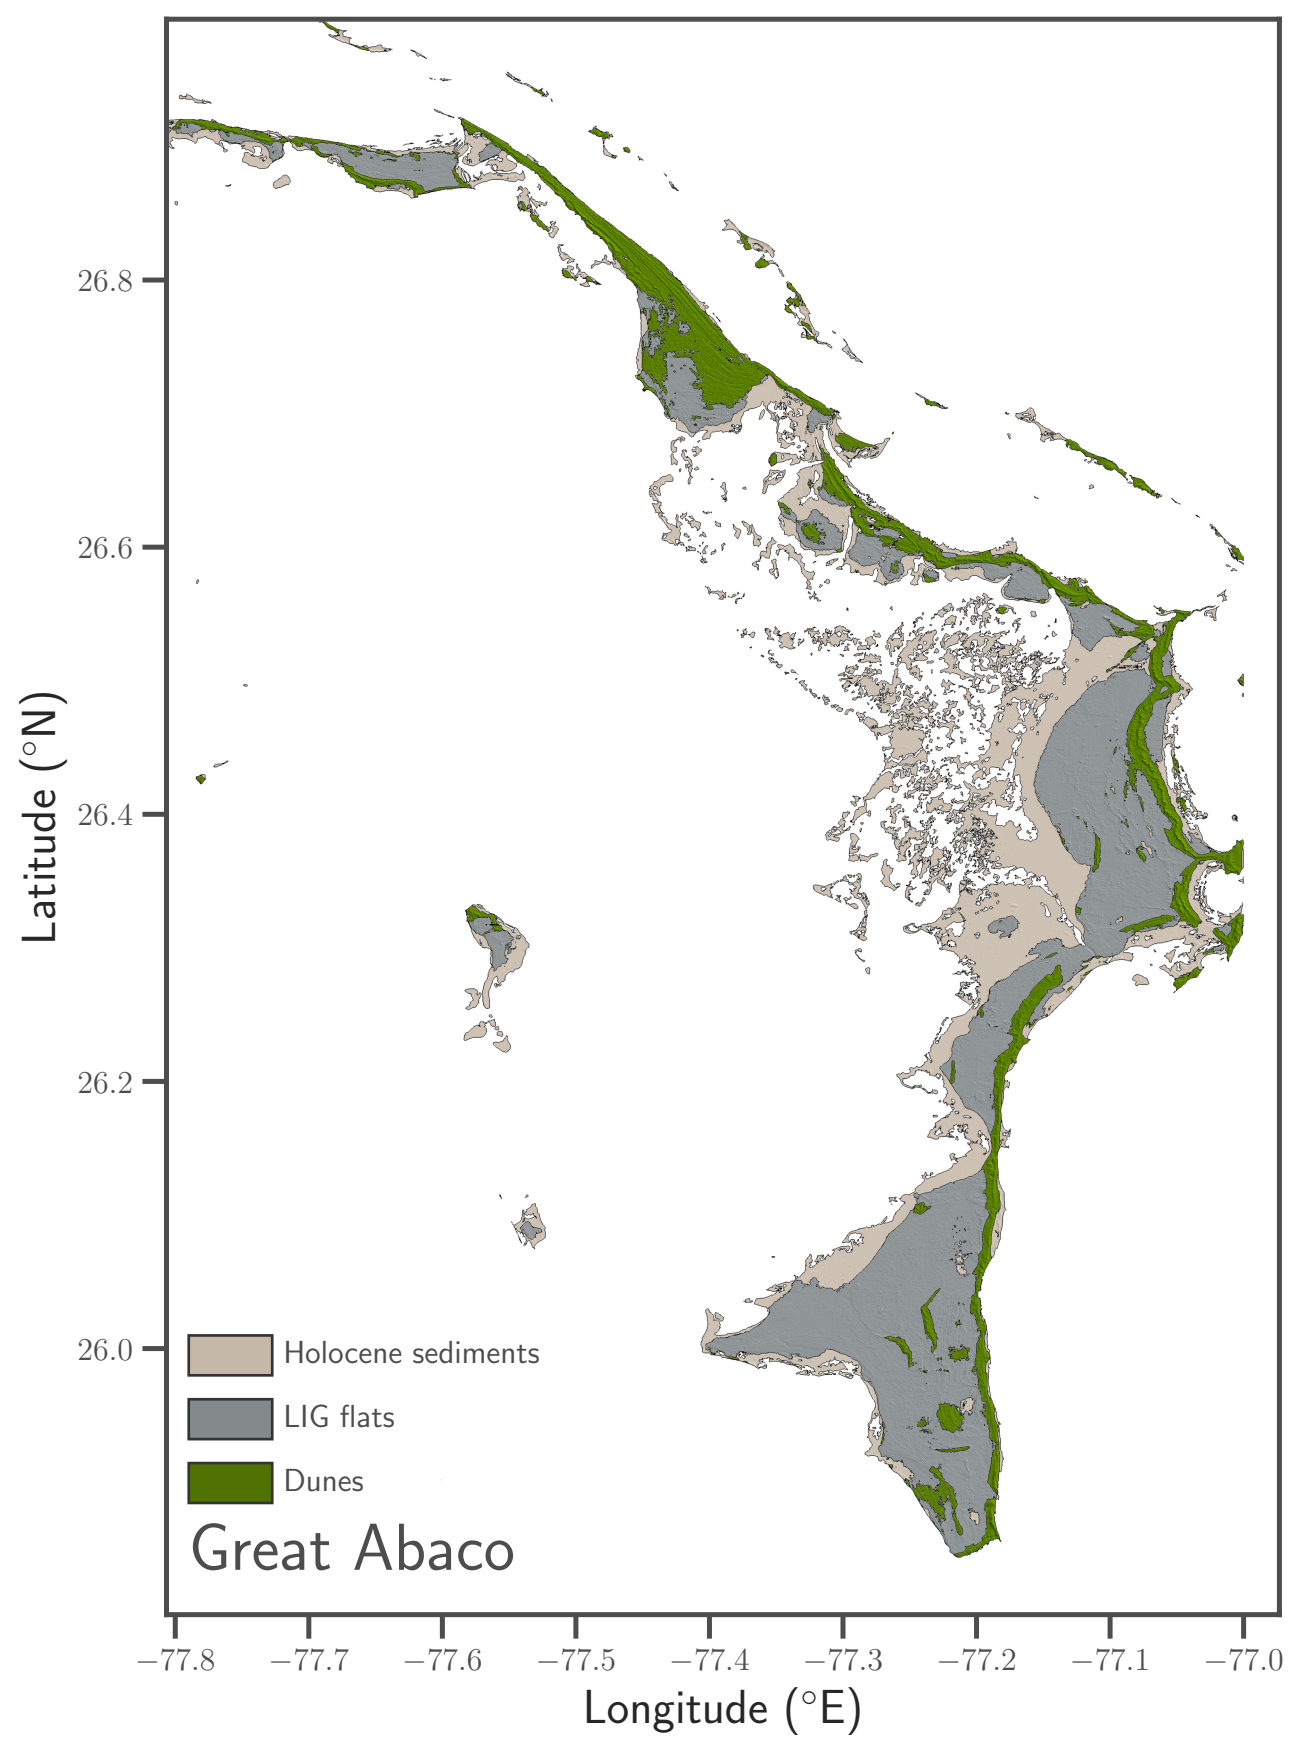 26.8
26.6
26.4
26.2
26.0
Latitude (°N)
Holocene sediments
LIG flats
Dunes
Great Abaco
−77.8 −77.7 −77.6 −77.5 −77.4 −77.3 −77.2 −77.1 −77.0
Longitude (°E)